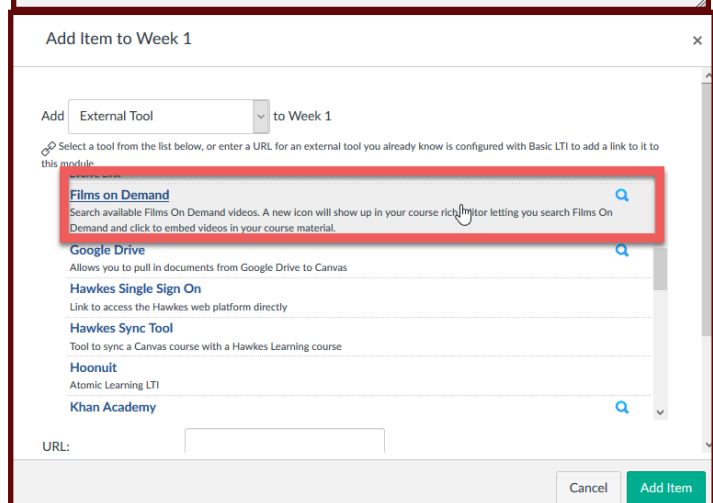 Add Item to Week 1
×
Add External Tool to Week 1
Select a tool from the list below, or enter a URL for an external tool you already know is configured with Basic LTI to add a link to it to
this module.
Evolve Link
Films on Demand
Search available Films On Demand videos. A new icon will show up in your course rich editor letting you search Films On
Demand and click to embed videos in your course material.
Google Drive
Allows you to pull in documents from Google Drive to Canvas
Hawkes Single Sign On
Link to access the Hawkes web platform directly
Hawkes Sync Tool
Tool to sync a Canvas course with a Hawkes Learning course
Hoonuit
Atomic Learning LTI
Khan Academy
URL:
Cancel Add Item